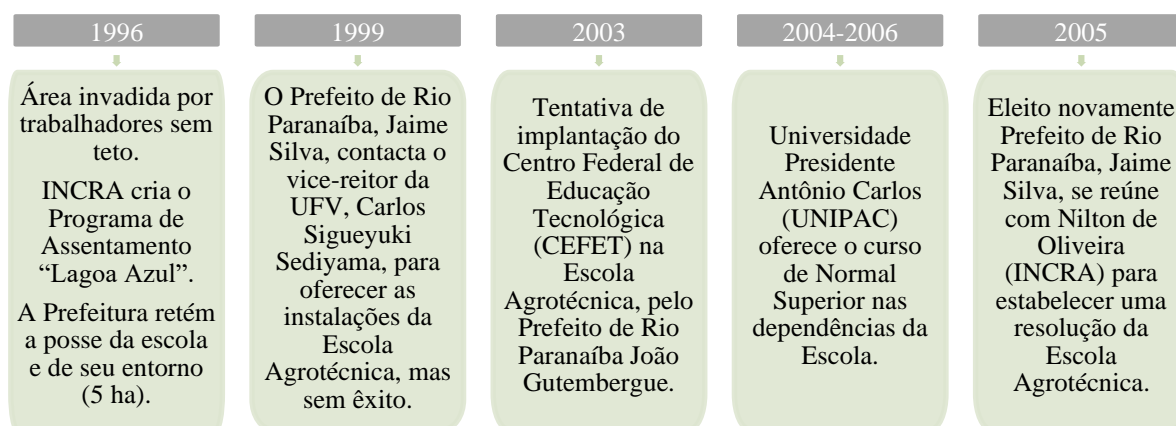 1996
Área invadida por
trabalhadores sem
teto.
INCRA cria o
Programa de
Assentamento
“Lagoa Azul”.
A Prefeitura retém
a posse da escola
e de seu entorno
(5 ha).
1999
O Prefeito de Rio
Paranaíba, Jaime
Silva, contacta o
vice-reitor da
UFV, Carlos
Sigueyuki
Sediyama, para
oferecer as
instalações da
Escola
Agrotécnica, mas
sem êxito.
2003
Tentativa de
implantação do
Centro Federal de
Educação
Tecnológica
(CEFET) na
Escola
Agrotécnica, pelo
Prefeito de Rio
Paranaíba João
Gutembergue.
2004-2006
Universidade
Presidente
Antônio Carlos
(UNIPAC)
oferece o curso
de Normal
Superior nas
dependências da
Escola.
2005
Eleito novamente
Prefeito de Rio
Paranaíba, Jaime
Silva, se reúne
com Nilton de
Oliveira
(INCRA) para
estabelecer uma
resolução da
Escola
Agrotécnica.